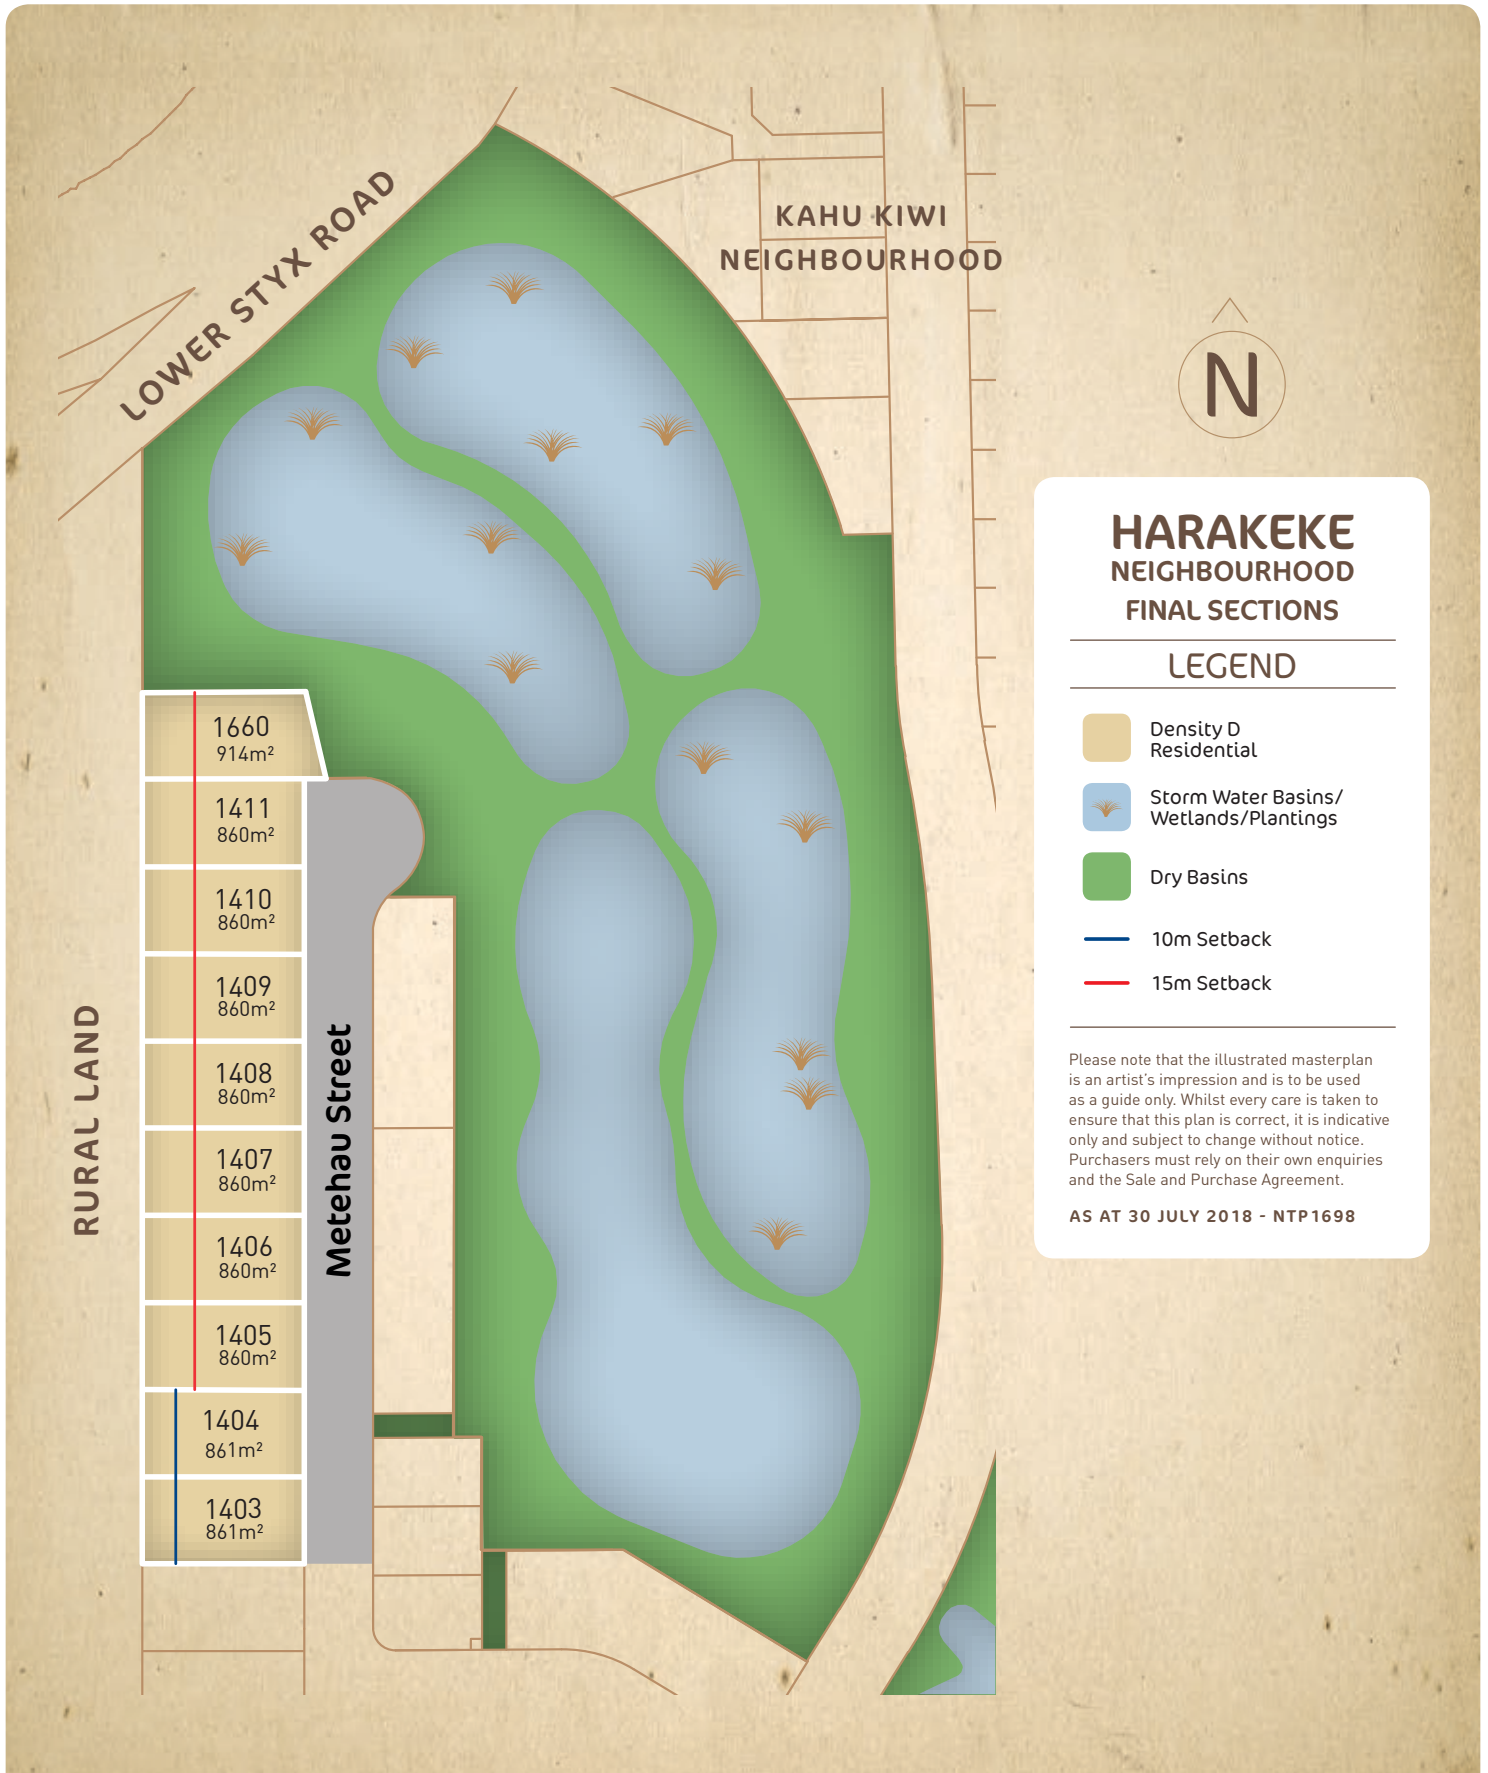 LOWER STYX ROAD
KAHU KIWI
NEIGHBOURHOOD
N
HARAKEKE
NEIGHBOURHOOD
FINAL SECTIONS
LEGEND
Density D
Residential
Storm Water Basins/
Wetlands/Plantings
Dry Basins
10m Setback
15m Setback
Please note that the illustrated masterplan
is an artist's impression and is to be used
as a guide only. Whilst every care is taken to
ensure that this plan is correct, it is indicative
only and subject to change without notice.
Purchasers must rely on their own enquiries
and the Sale and Purchase Agreement.
AS AT 30 JULY 2018 - NTP1698
1660
914m²
1411
860m²
1410
860m²
1409
860m²
1408
860m²
1407
860m²
1406
860m²
1405
860m²
1404
861m²
1403
861m²
RURAL LAND
Metehau Street